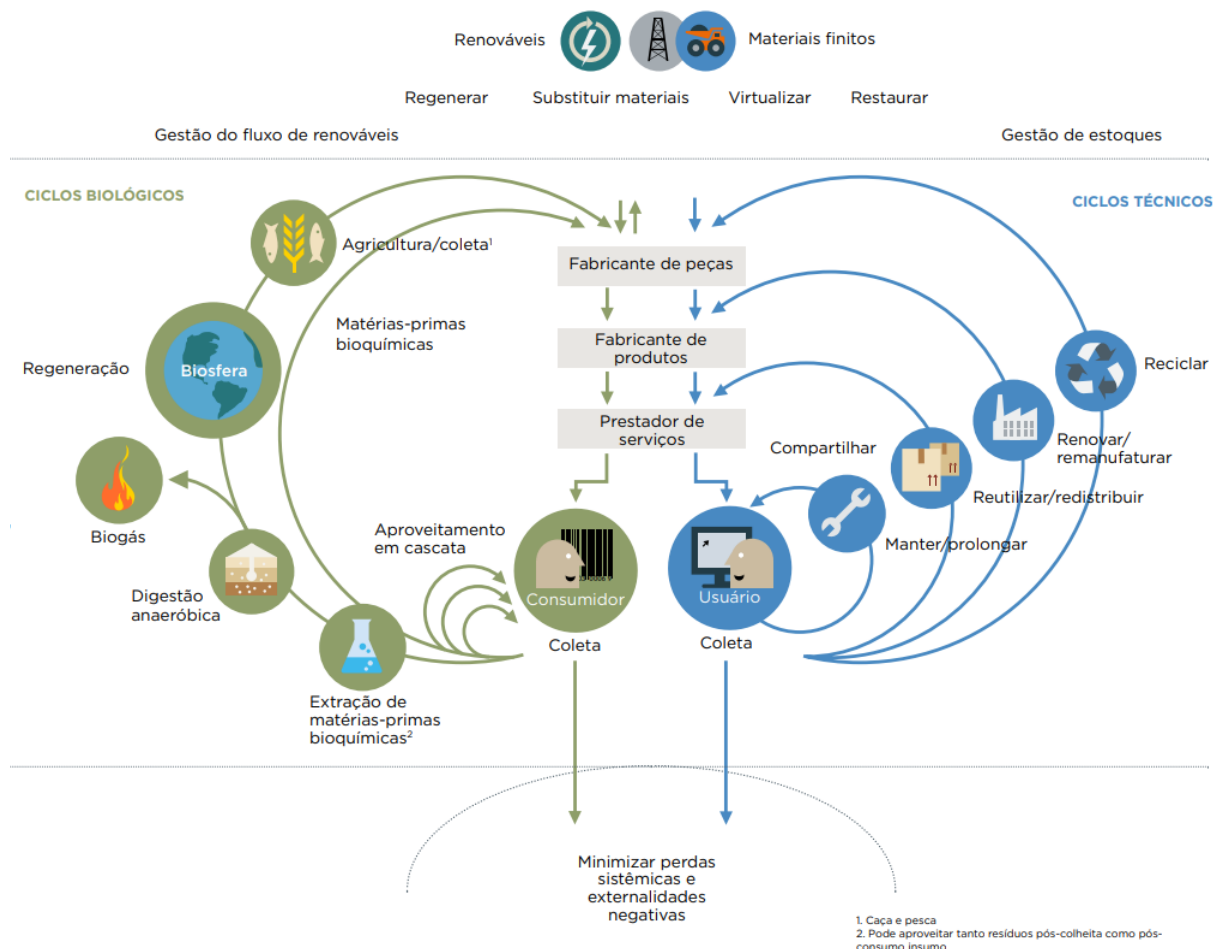 Renováveis
Materiais finitos
Regenerar
Substituir materiais
Virtualizar
Restaurar
Gestão do fluxo de renováveis
Gestão de estoques
CICLOS BIOLÓGICOS
CICLOS TÉCNICOS
Agricultura/coleta¹
Fabricante de peças
Matérias-primas
bioquímicas
Fabricante de
produtos
Regeneração
Biosfera
Reciclar
Prestador de
serviços
Compartilhar
Renovar/
remanufaturar
Reutilizar/redistribuir
Biogás
Aproveitamento
em cascata
Manter/prolongar
Digestão
anaeróbica
Consumidor
Usuário
Coleta
Coleta
Extração de
matérias-primas
bioquímicas²
Minimizar perdas
sistêmicas e
externalidades
negativas
1. Caça e pesca
2. Pode aproveitar tanto resíduos pós-colheita como pós-
consumo insumo